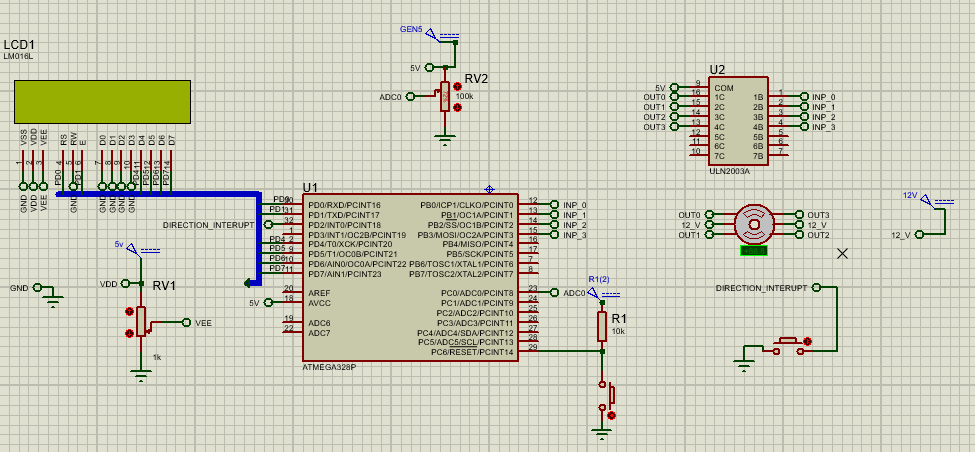 LCD1
LM016L
VSS
VDD
VEE
RS
RW
E
D0
D1
D2
D3
D4
D5
D6
D7
1
2
3
4
5
6
7
8
9
10
11
12
13
14
PD0
PD1
PD4
PD5
PD6
PD7
GND
VDD
VEE
GND
GND
GND
GND
GND
GEN5
5V
RV2
100k
ADC0
U2
5V
OUT0
OUT1
OUT2
OUT3
9
16
15
14
13
12
11
10
COM
1C
2C
3C
4C
5C
6C
7C
1B
2B
3B
4B
5B
6B
7B
1
2
3
4
5
6
7
INP_0
INP_1
INP_2
INP_3
ULN2003A
U1
PD0
PD1
DIRECTION_INTERUPT
PD4
PD5
PD6
PD7
30
31
32
1
2
9
10
11
PD0/RXD/PCINT16
PD1/TXD/PCINT17
PD2/INT0/PCINT18
PD3/INT1/OC2B/PCINT19
PD4/T0/XCK/PCINT20
PD5/T1/OC0B/PCINT21
PD6/AIN0/OC0A/PCINT22
PD7/AIN1/PCINT23
20 AREF
5V 18 AVCC
19 ADC6
22 ADC7
PB0/ICP1/CLKO/PCINT0 12 INP_0
PB1/OC1A/PCINT1 13 INP_1
PB2/SS/OC1B/PCINT2 14 INP_2
PB3/MOSI/OC2A/PCINT3 15 INP_3
PB4/MISO/PCINT4 16
PB5/SCK/PCINT5 17
PB6/TOSC1/XTAL1/PCINT6 7
PB7/TOSC2/XTAL2/PCINT7 8
PC0/ADC0/PCINT8 23 ADC0
PC1/ADC1/PCINT9 24
PC2/ADC2/PCINT10 25
PC3/ADC3/PCINT11 26
PC4/ADC4/SDA/PCINT12 27
PC5/ADC5/SCL/PCINT13 28
PC6/RESET/PCINT14 29
ATMEGA328P
5v
VDD
RV1
VEE
1k
GND
R1(2)
R1
10k
OUT0
12_V
OUT1
OUT3
12_V
OUT2
12V
12_V
DIRECTION_INTERUPT